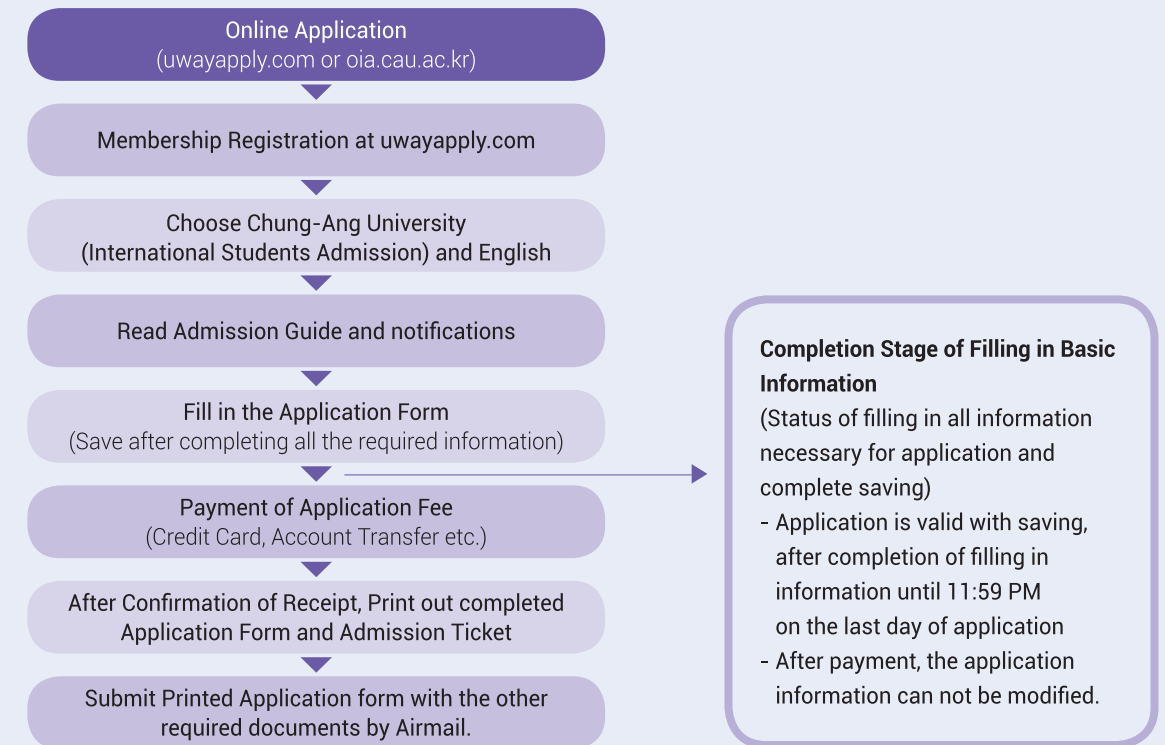 Online Application
(uwayapply.com or oia.cau.ac.kr)
Membership Registration at uwayapply.com
Choose Chung-Ang University
(International Students Admission) and English
Read Admission Guide and notifications
Fill in the Application Form
(Save after completing all the required information)
Payment of Application Fee
(Credit Card, Account Transfer etc.)
After Confirmation of Receipt, Print out completed
Application Form and Admission Ticket
Submit Printed Application form with the other
required documents by Airmail.
Completion Stage of Filling in Basic
Information
(Status of filling in all information
necessary for application and
complete saving)
- Application is valid with saving,
after completion of filling in
information until 11:59 PM
on the last day of application
- After payment, the application
information can not be modified.